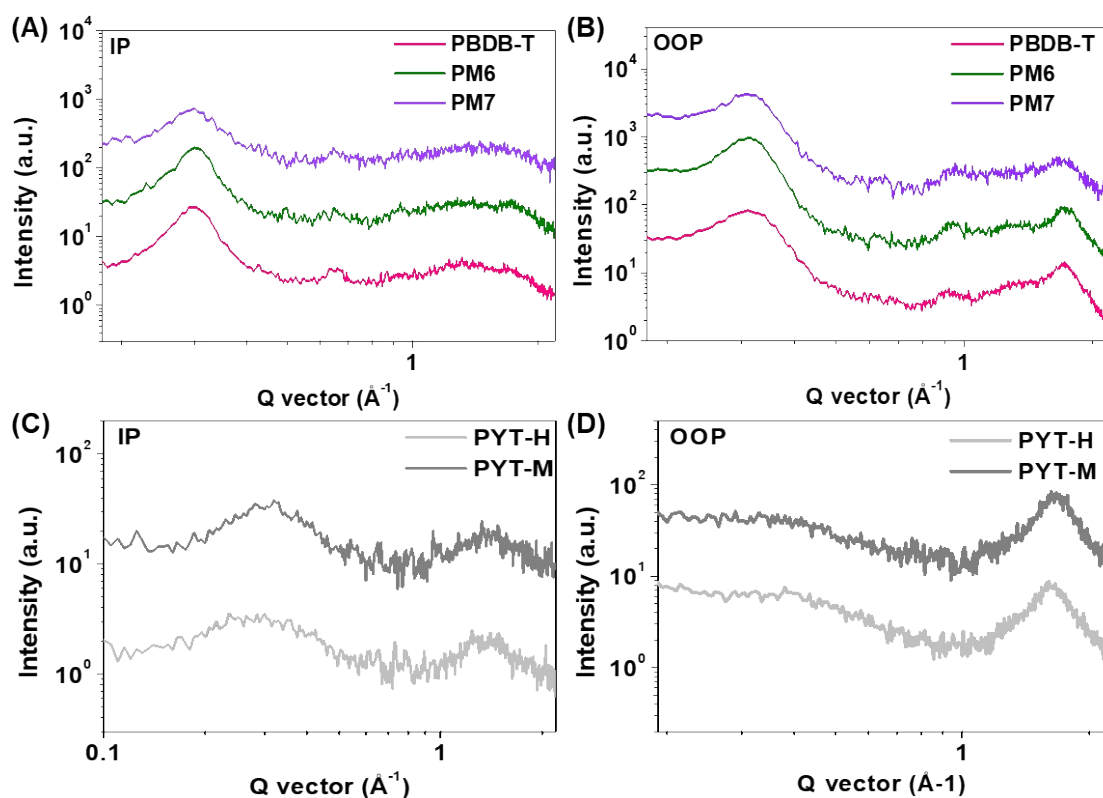 (A)
IP
PBDB-T
PM6
PM7
10⁴
10³
10²
10¹
10⁰
Intensity (a.u.)
1
Q vector (Å⁻¹)
(B)
OOP
PBDB-T
PM6
PM7
10⁴
10³
10²
10¹
10⁰
Intensity (a.u.)
1
Q vector (Å⁻¹)
(C)
IP
PYT-H
PYT-M
10²
10¹
10⁰
Intensity (a.u.)
0.1
1
Q vector (Å⁻¹)
(D)
OOP
PYT-H
PYT-M
10²
10¹
10⁰
Intensity (a.u.)
1
Q vector (Å-1)